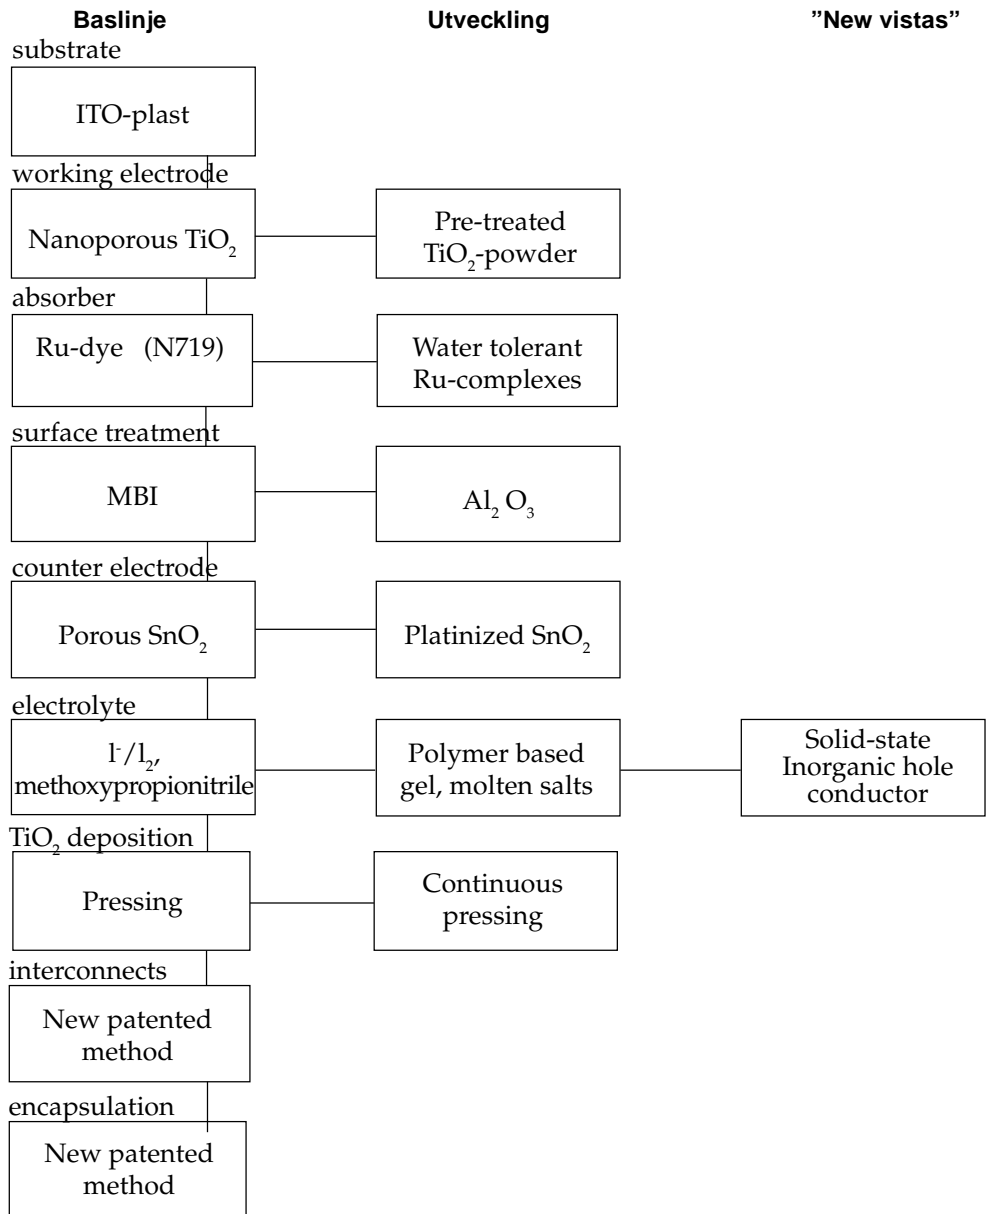 Baslinje Utveckling ”New vistas”
substrate
ITO-plast
working electrode
Nanoporous TiO₂
Pre-treated
TiO₂-powder
absorber
Ru-dye (N719)
Water tolerant
Ru-complexes
surface treatment
MBI
Al₂ O₃
counter electrode
Porous SnO₂
Platinized SnO₂
electrolyte
l⁻/l₂,
methoxypropionitrile
Polymer based
gel, molten salts
Solid-state
Inorganic hole
conductor
TiO₂ deposition
Pressing
Continuous
pressing
interconnects
New patented
method
encapsulation
New patented
method